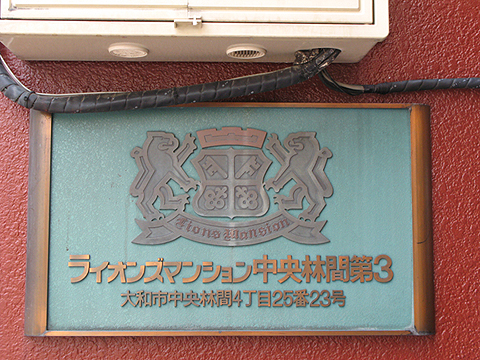 Lions Mansion
ライオンズマンション中央林間第3
大和市中央林間4丁目25番23号